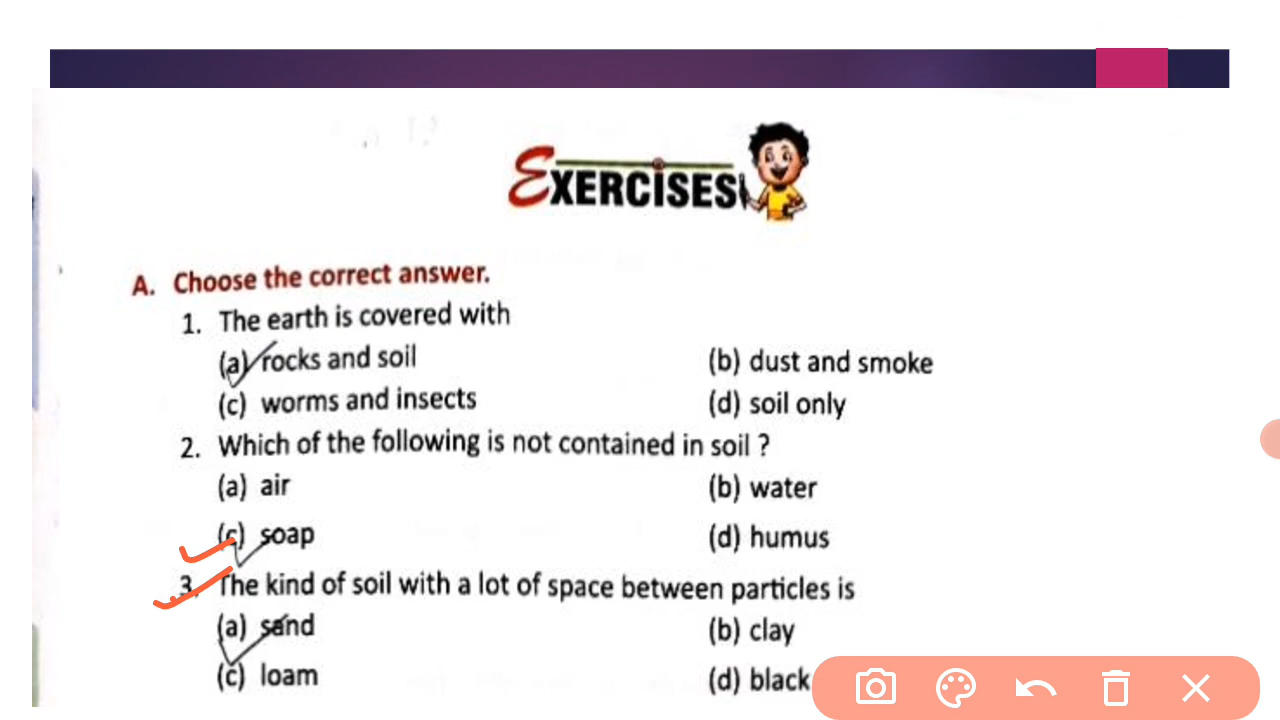 EXERCISES
A. Choose the correct answer.
1. The earth is covered with
(a) rocks and soil (b) dust and smoke
(c) worms and insects (d) soil only
2. Which of the following is not contained in soil ?
(a) air (b) water
(c) soap (d) humus
3. The kind of soil with a lot of space between particles is
(a) sand (b) clay
(c) loam (d) black